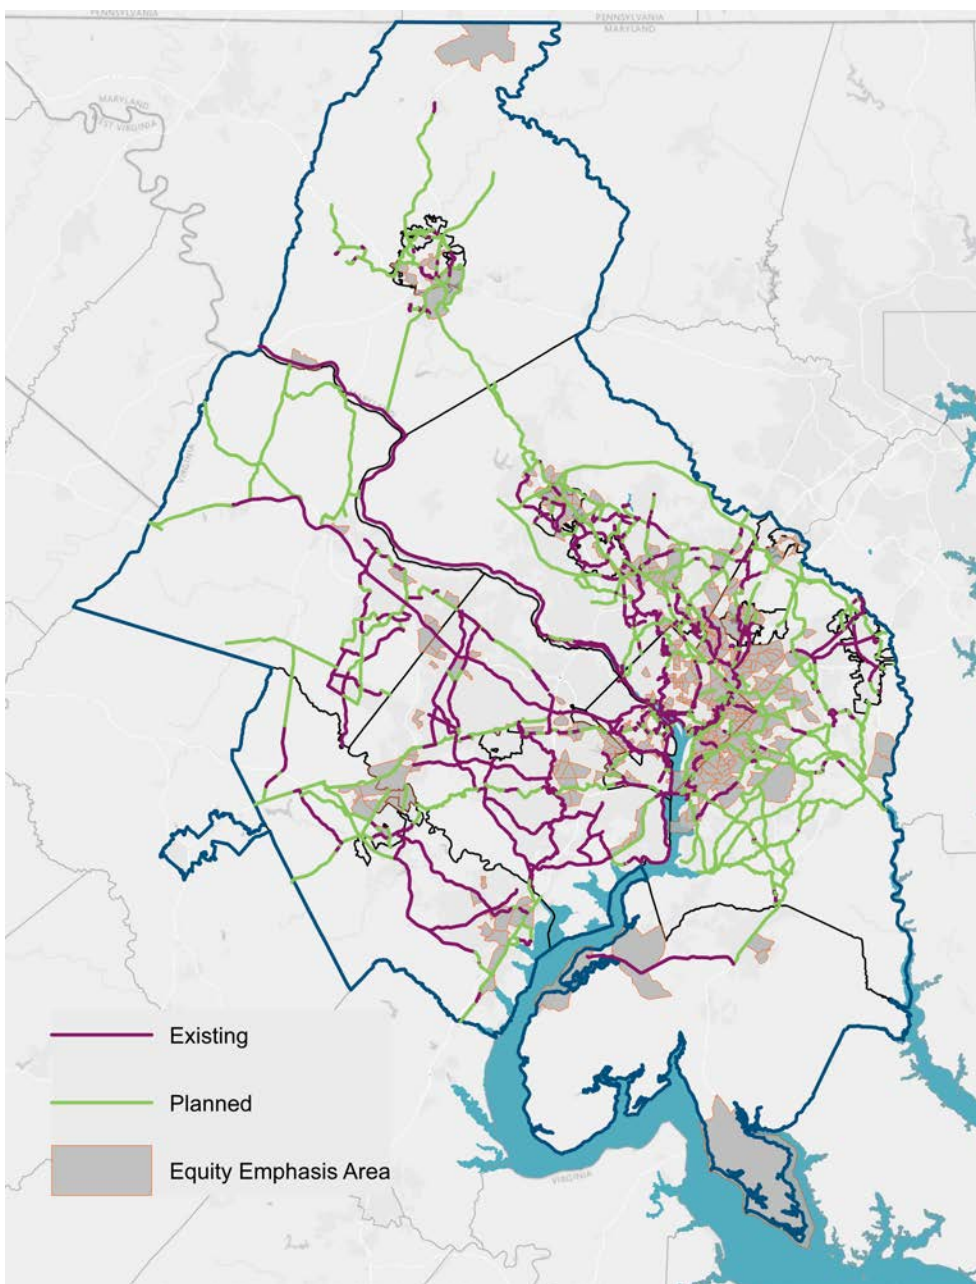 PENNSYLVANIA
PENNSYLVANIA
MARYLAND
MARYLAND
WEST VIRGINIA
VIRGINIA
Existing
Planned
Equity Emphasis Area
VIRGINIA